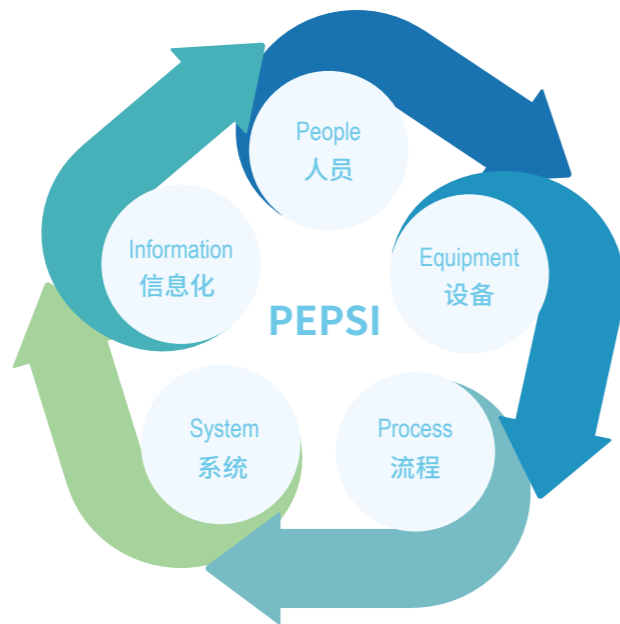 People
人员
Equipment
设备
Process
流程
System
系统
Information
信息化
PEPSI